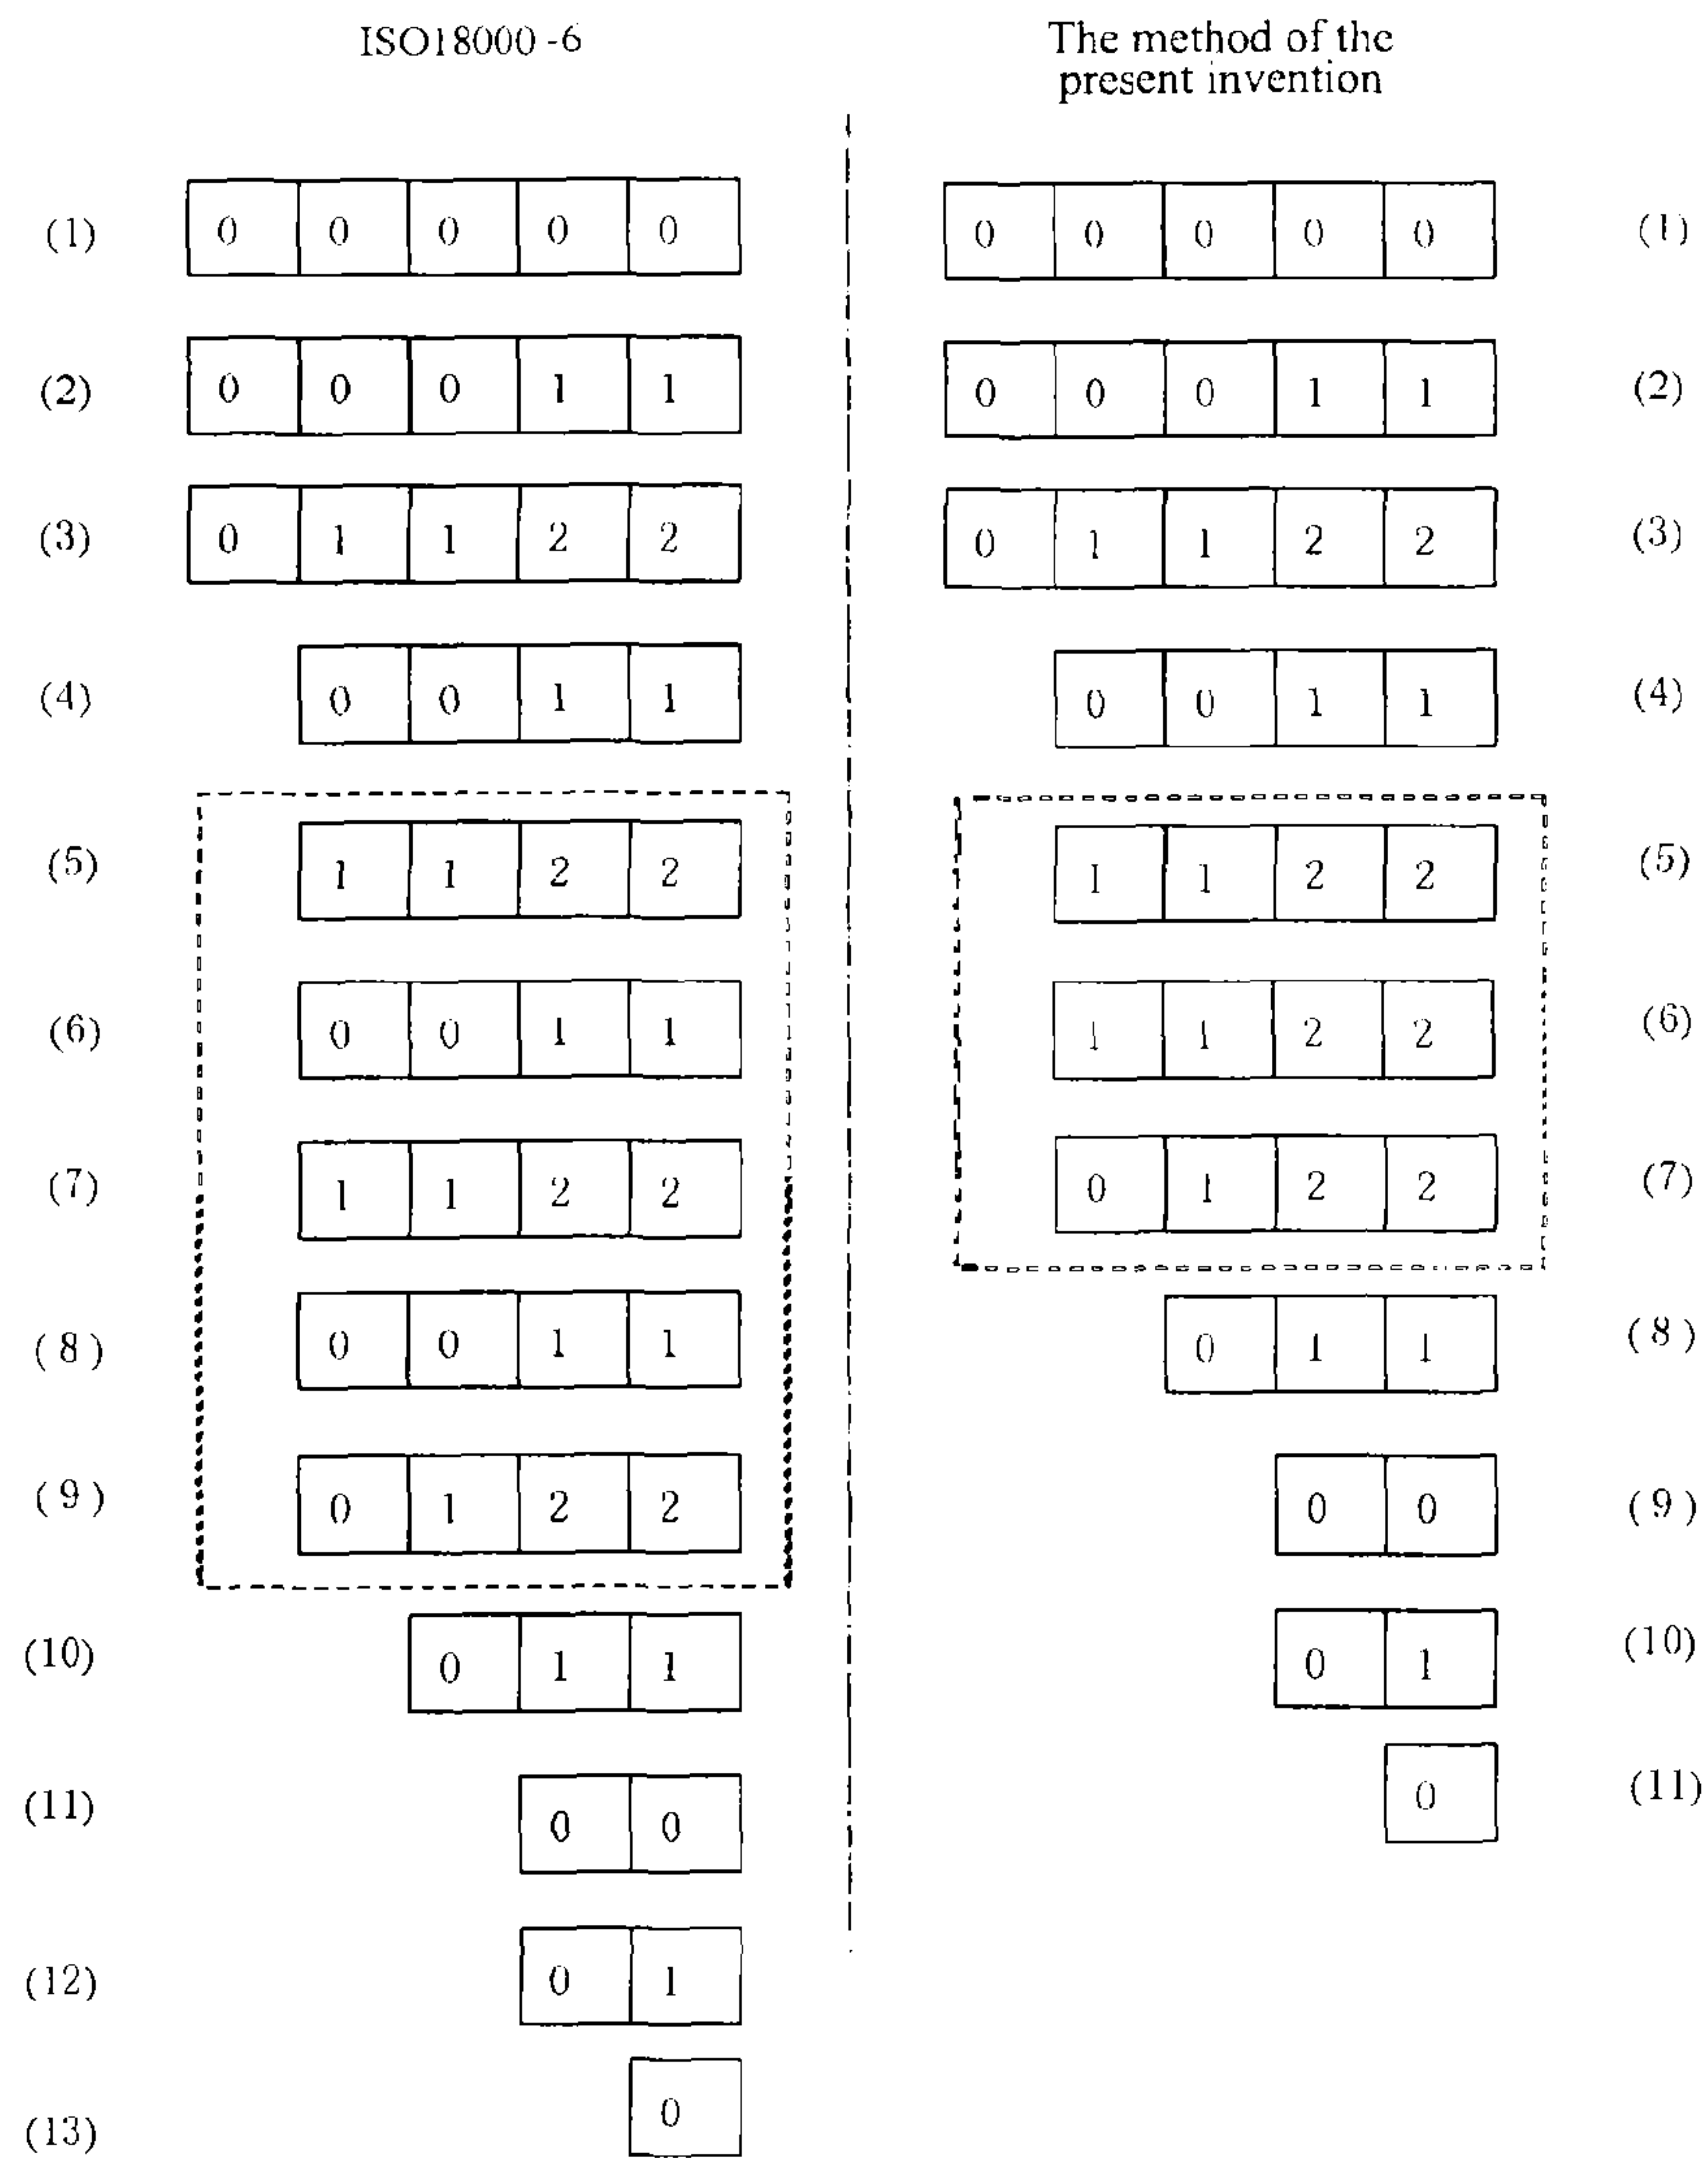 ISO18000-6
The method of the
present invention
(1) 0 0 0 0 0
(2) 0 0 0 1 1
(3) 0 1 1 2 2
(4) 0 0 1 1
(5) 1 1 2 2
(6) 0 0 1 1
(7) 1 1 2 2
(8) 0 0 1 1
(9) 0 1 2 2
(10) 0 1 1
(11) 0 0
(12) 0 1
(13) 0
0 0 0 0 0 (1)
0 0 0 1 1 (2)
0 1 1 2 2 (3)
0 0 1 1 (4)
1 1 2 2 (5)
1 1 2 2 (6)
0 1 2 2 (7)
0 1 1 (8)
0 0 (9)
0 1 (10)
0 (11)